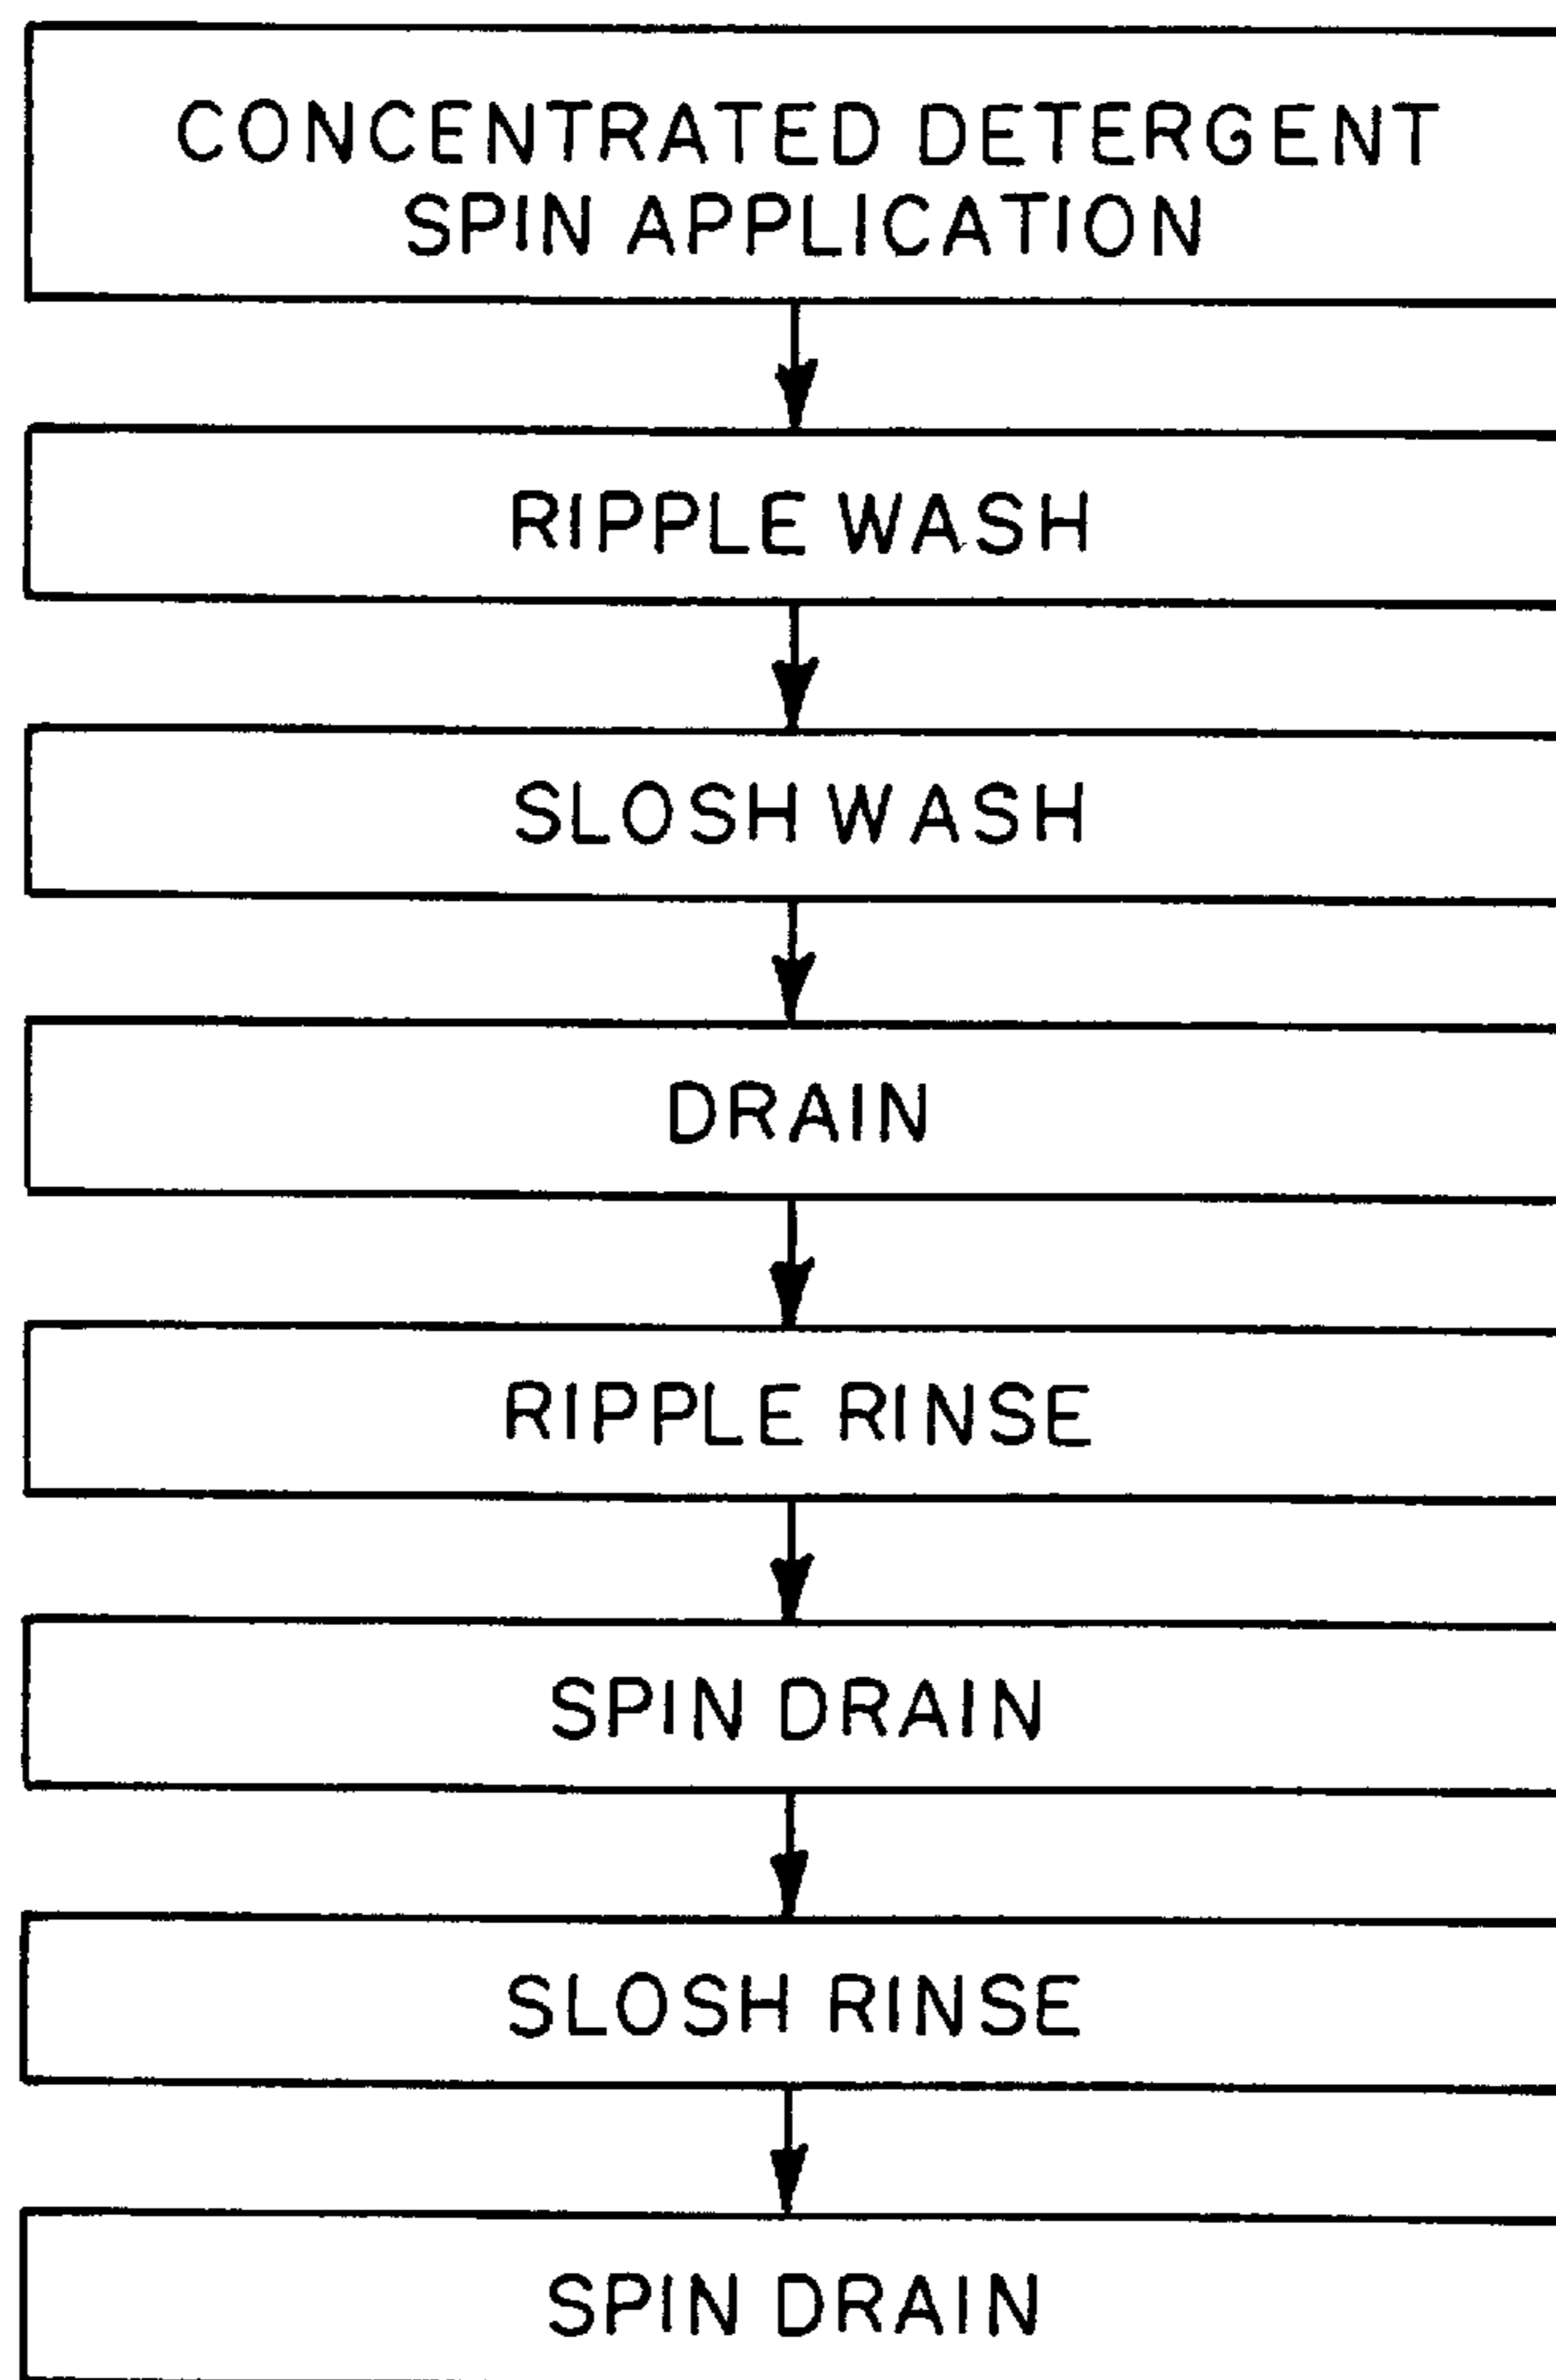 CONCENTRATED DETERGENT
SPIN APPLICATION
RIPPLE WASH
SLOSH WASH
DRAIN
RIPPLE RINSE
SPIN DRAIN
SLOSH RINSE
SPIN DRAIN